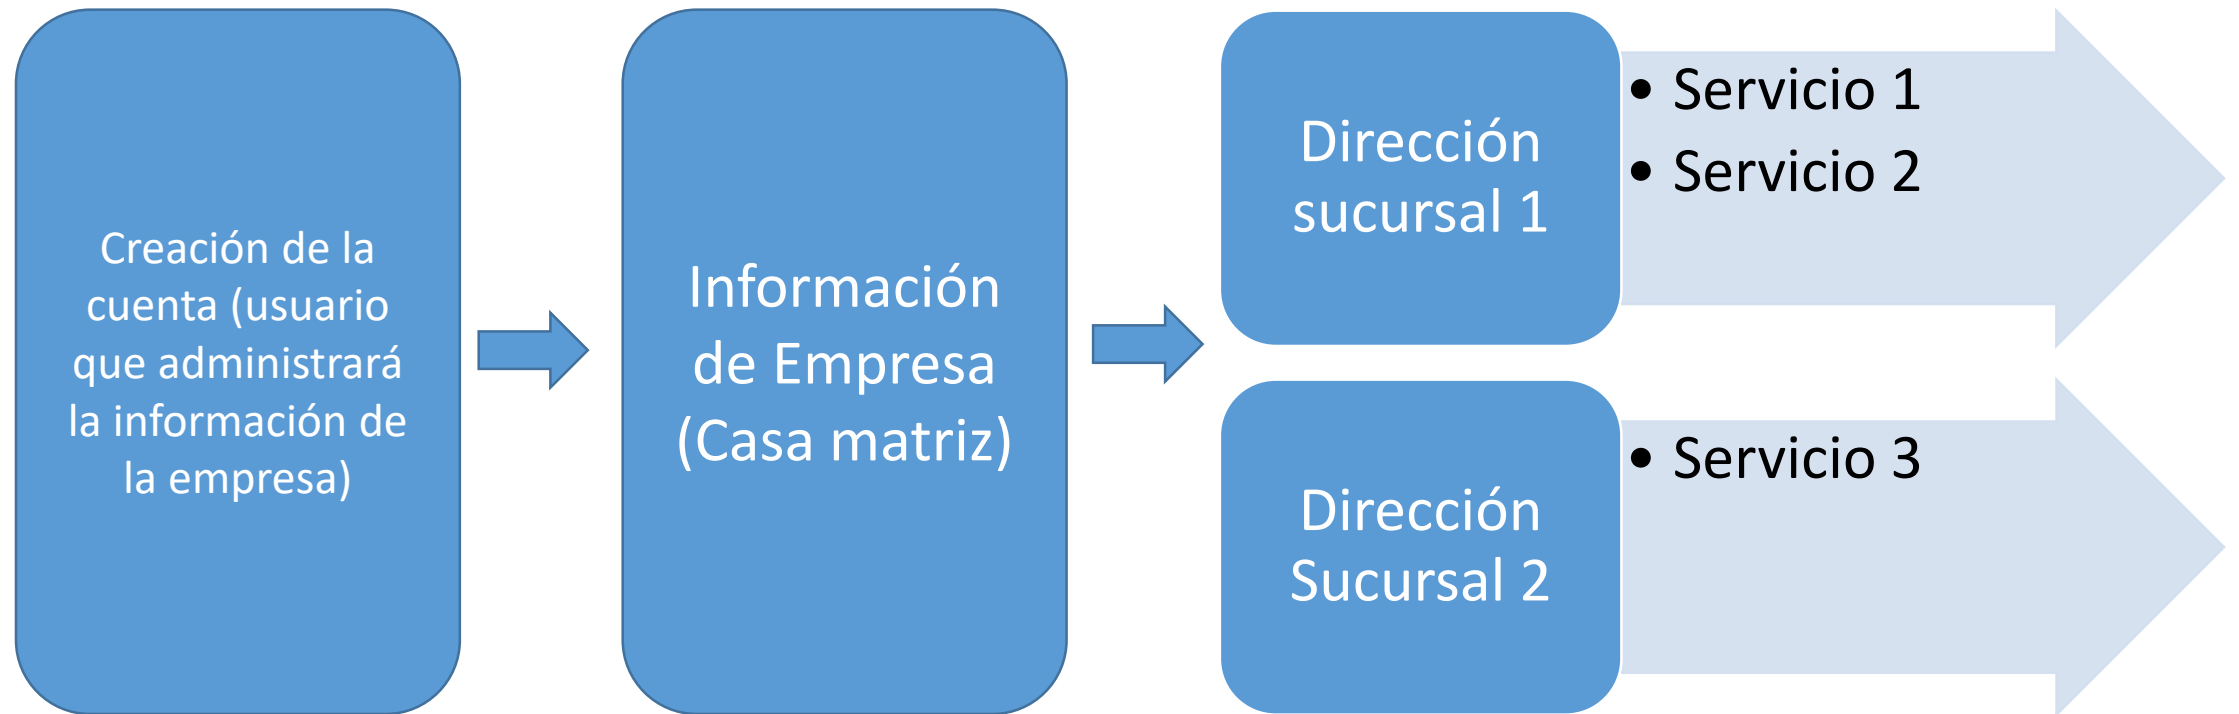 Creación de la
cuenta (usuario
que administrará
la información de
la empresa)
Información
de Empresa
(Casa matriz)
Dirección
sucursal 1
• Servicio 1
• Servicio 2
Dirección
Sucursal 2
• Servicio 3